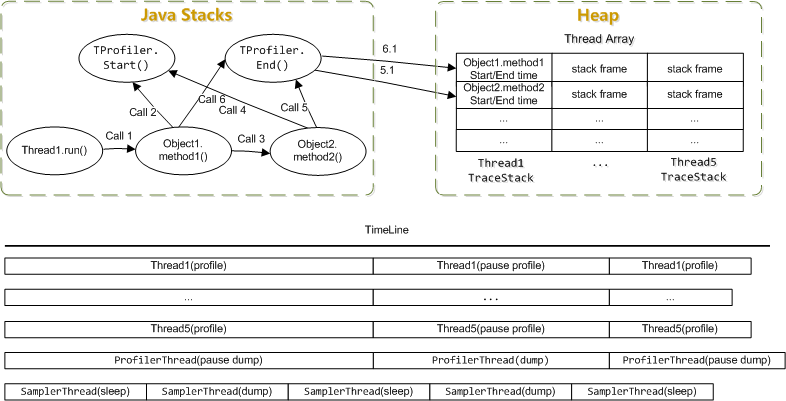 Java Stacks
Heap
TProfiler.
Start()
TProfiler.
End()
6.1
5.1
Thread Array
Object1.method1
Start/End time
stack frame
stack frame
Object2.method2
Start/End time
stack frame
stack frame
...
...
...
...
...
...
Call 2
Call 6
Call 4
Call 5
Thread1.run()
Call 1
Object1.
method1()
Call 3
Object2.
method2()
Thread1
TraceStack
...
Thread5
TraceStack
TimeLine
Thread1(profile)
Thread1(pause profile)
Thread1(profile)
...
...
...
Thread5(profile)
Thread5(pause profile)
Thread5(profile)
ProfilerThread(pause dump)
ProfilerThread(dump)
ProfilerThread(pause dump)
SamplerThread(sleep)
SamplerThread(dump)
SamplerThread(sleep)
SamplerThread(dump)
SamplerThread(sleep)